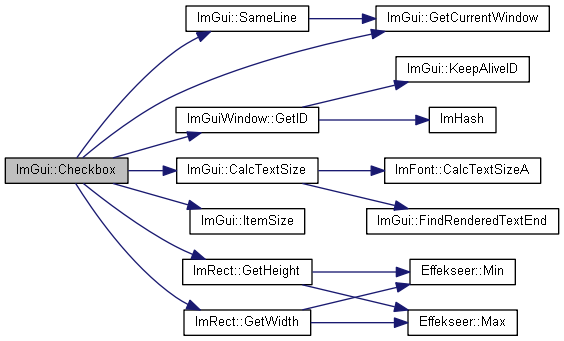 ImGui::SameLine
ImGui::GetCurrentWindow
ImGui::KeepAliveID
ImGuiWindow::GetID
ImHash
ImGui::Checkbox
ImGui::CalcTextSize
ImFont::CalcTextSizeA
ImGui::ItemSize
ImGui::FindRenderedTextEnd
ImRect::GetHeight
Effekseer::Min
ImRect::GetWidth
Effekseer::Max